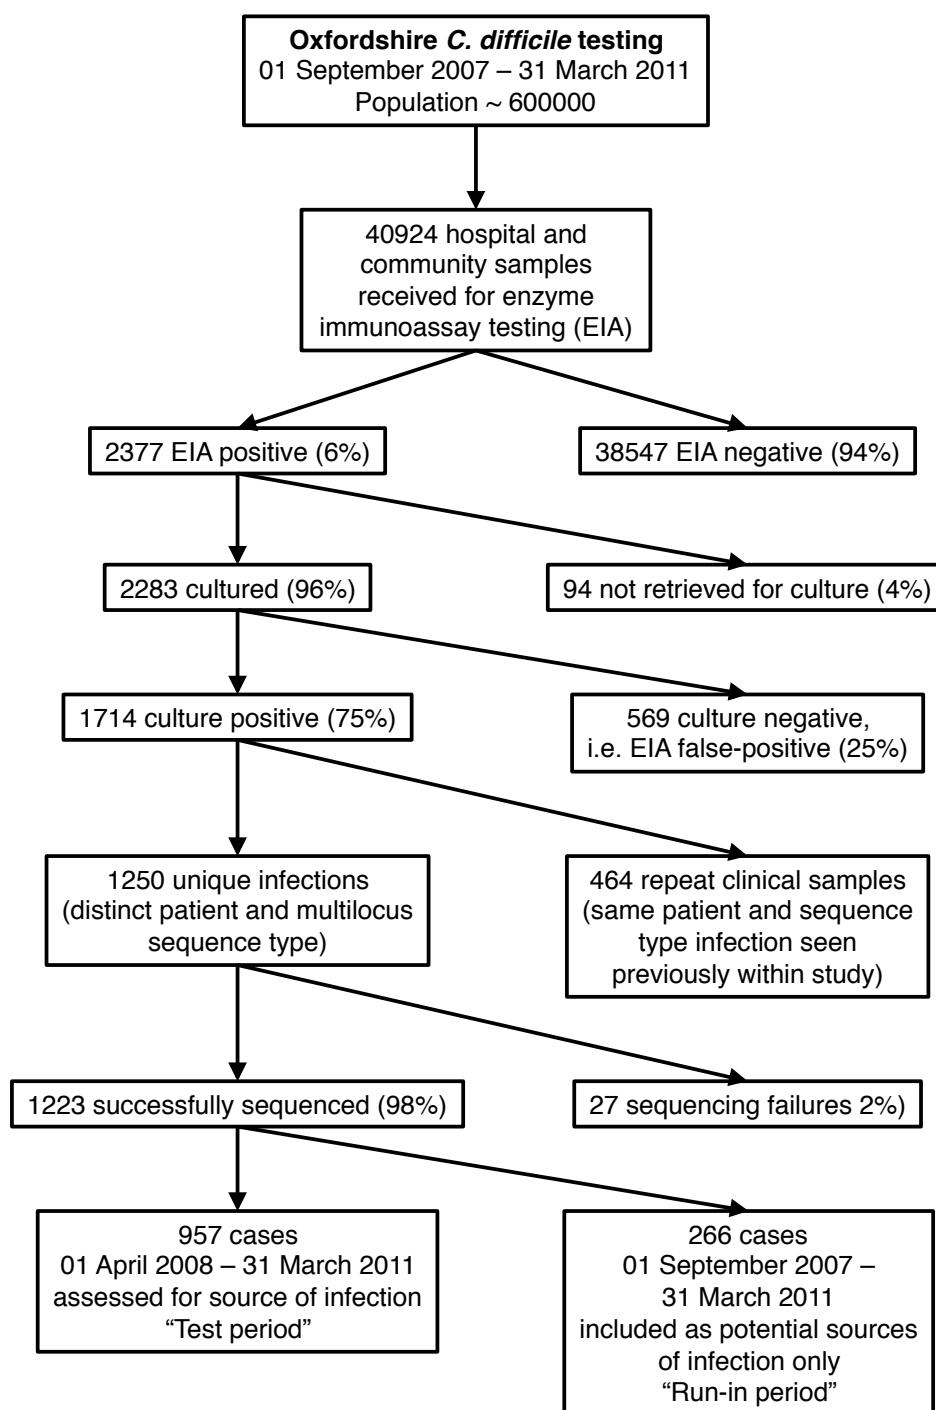 Oxfordshire C. difficile testing
01 September 2007 – 31 March 2011
Population ~ 600000
40924 hospital and
community samples
received for enzyme
immunoassay testing (EIA)
2377 EIA positive (6%)
38547 EIA negative (94%)
2283 cultured (96%)
94 not retrieved for culture (4%)
1714 culture positive (75%)
569 culture negative,
i.e. EIA false-positive (25%)
1250 unique infections
(distinct patient and multilocus
sequence type)
464 repeat clinical samples
(same patient and sequence
type infection seen
previously within study)
1223 successfully sequenced (98%)
27 sequencing failures 2%)
957 cases
01 April 2008 – 31 March 2011
assessed for source of infection
“Test period”
266 cases
01 September 2007 –
31 March 2011
included as potential sources
of infection only
“Run-in period”